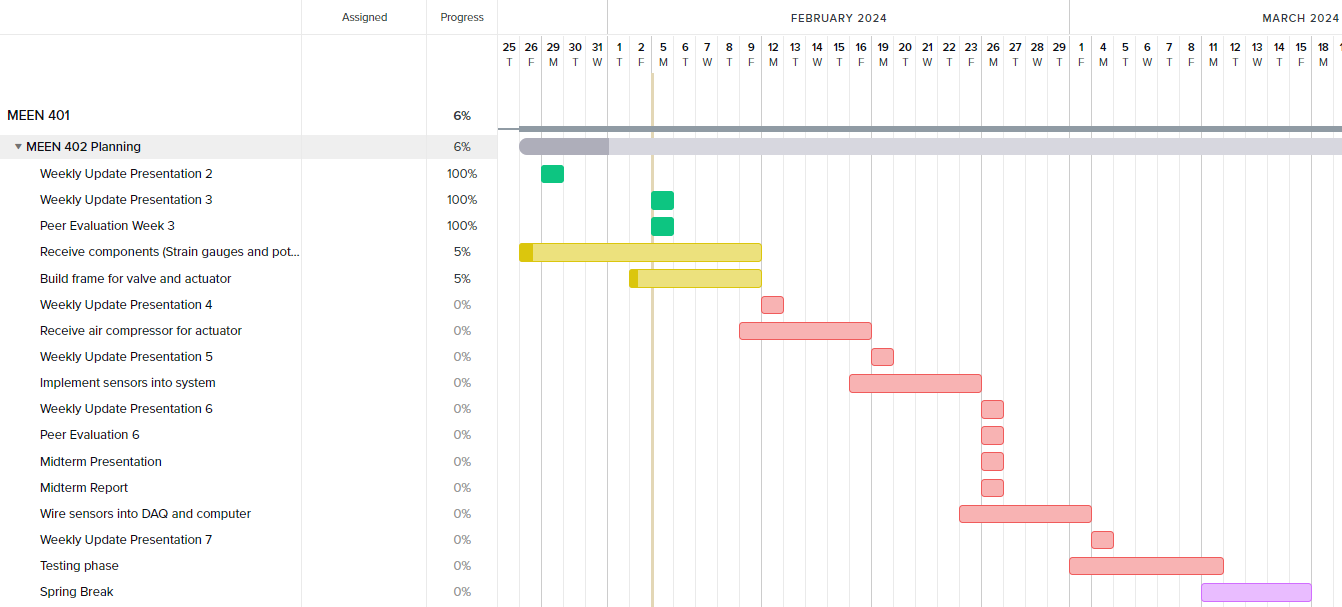 Assigned Progress FEBRUARY 2024 MARCH 2024
25 26 29 30 31 1 2 5 6 7 8 9 12 13 14 15 16 19 20 21 22 23 26 27 28 29 1 4 5 6 7 8 11 12 13 14 15 18
T F M T W T F M T W T F M T W T F M T W T F M T W T F M T W T F M T W T F M
MEEN 401 6%
MEEN 402 Planning 6%
Weekly Update Presentation 2 100%
Weekly Update Presentation 3 100%
Peer Evaluation Week 3 100%
Receive components (Strain gauges and pot... 5%
Build frame for valve and actuator 5%
Weekly Update Presentation 4 0%
Receive air compressor for actuator 0%
Weekly Update Presentation 5 0%
Implement sensors into system 0%
Weekly Update Presentation 6 0%
Peer Evaluation 6 0%
Midterm Presentation 0%
Midterm Report 0%
Wire sensors into DAQ and computer 0%
Weekly Update Presentation 7 0%
Testing phase 0%
Spring Break 0%